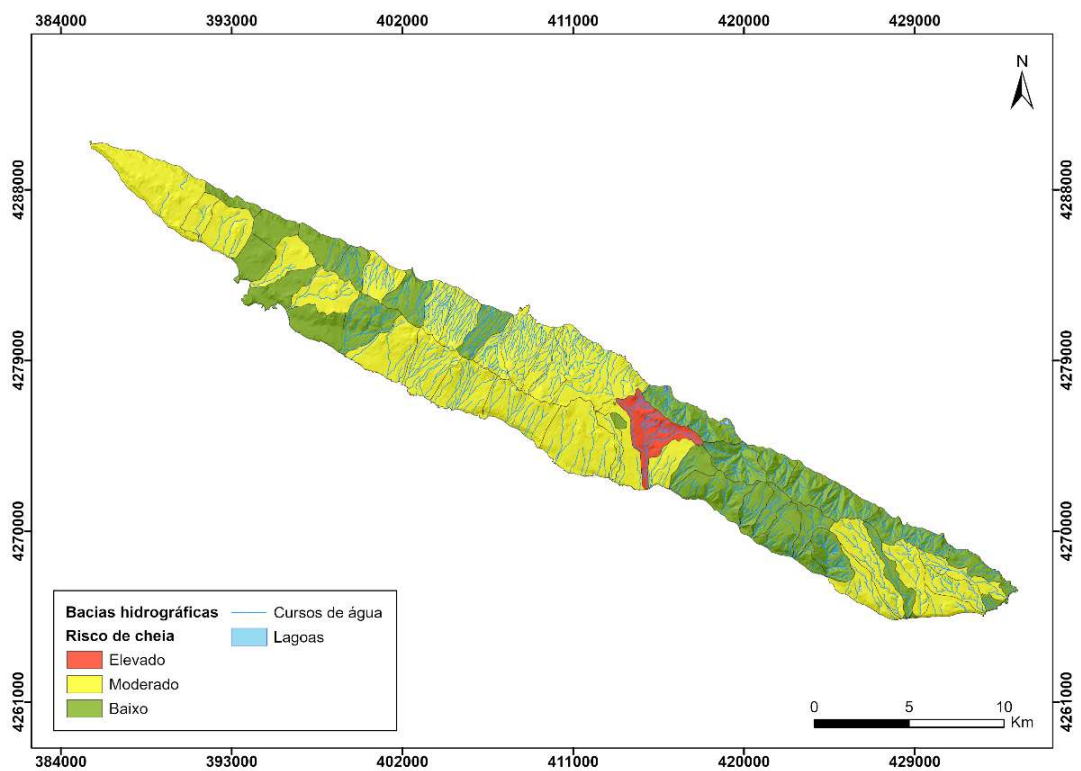 384000 393000 402000 411000 420000 429000
N
4288000 4288000
4279000 4279000
4270000 4270000
4261000 4261000
Bacias hidrográficas Cursos de água
Risco de cheia Lagoas
Elevado
Moderado
Baixo
0 5 10
Km
384000 393000 402000 411000 420000 429000